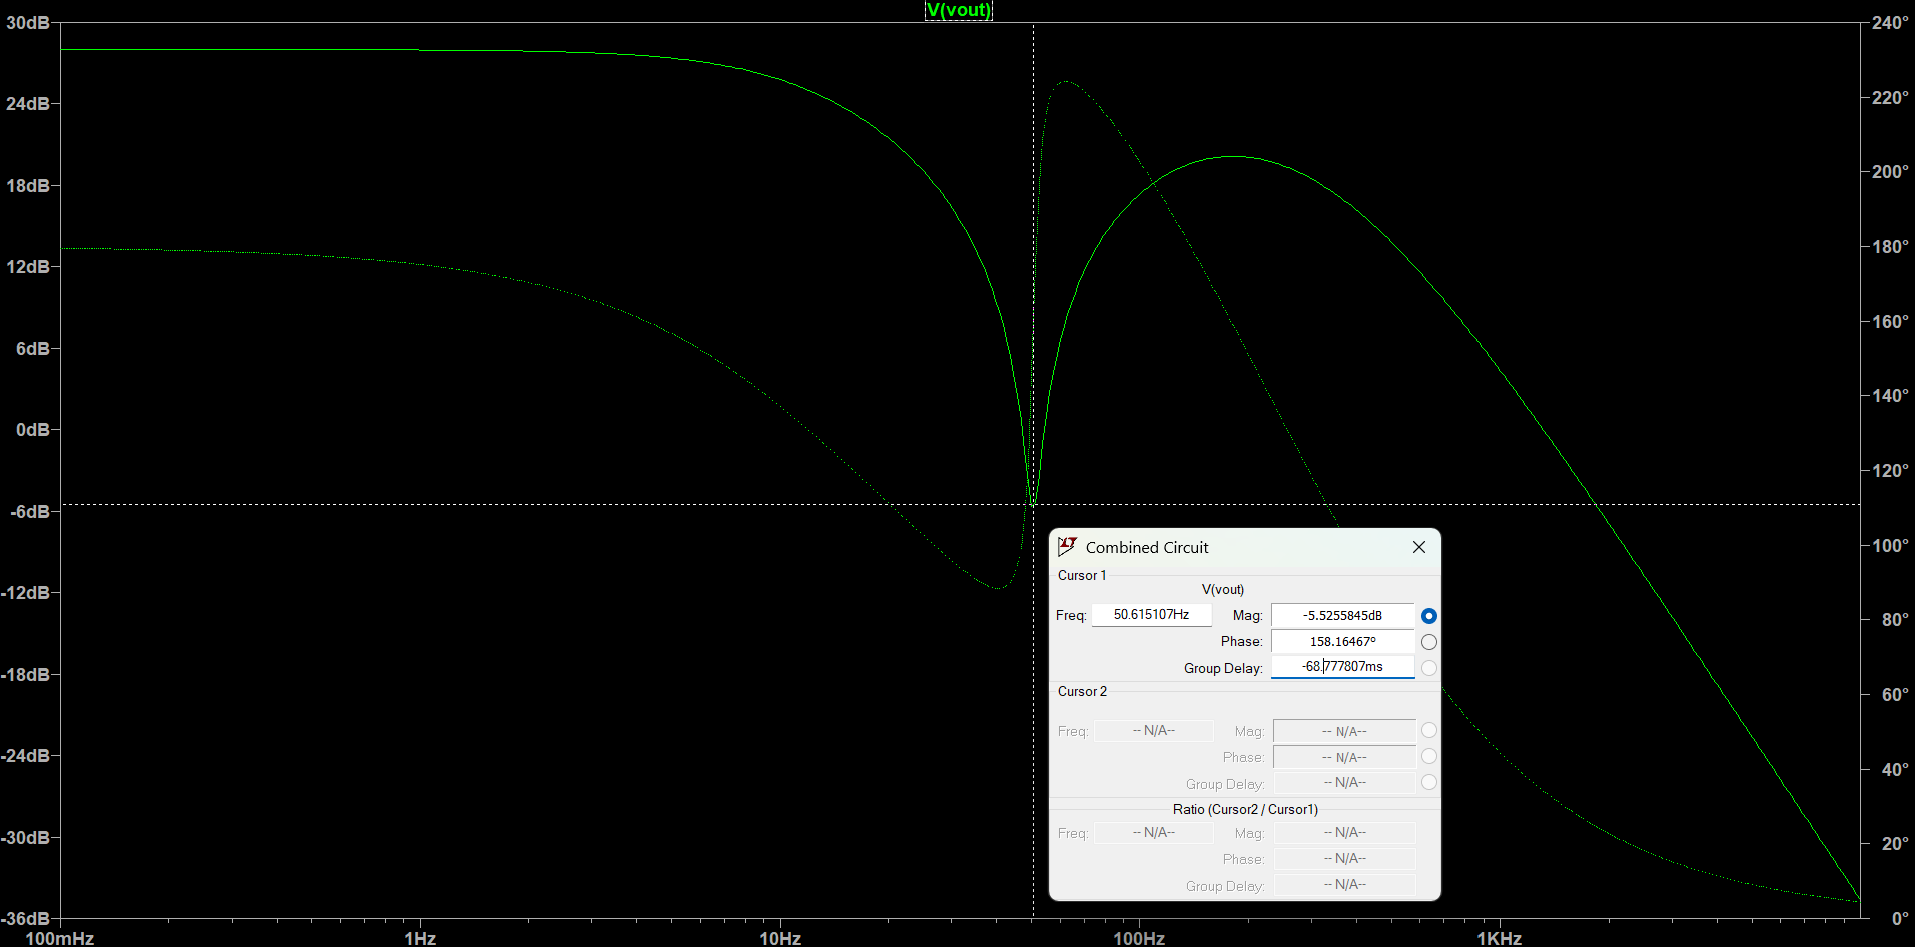 V(vout)
30dB
24dB
18dB
12dB
6dB
0dB
-6dB
-12dB
-18dB
-24dB
-30dB
-36dB
240°
220°
200°
180°
160°
140°
120°
100°
80°
60°
40°
20°
0°
100mHz 1Hz 10Hz 100Hz 1KHz
Combined Circuit
Cursor 1
V(vout)
Freq: 50.615107Hz Mag: -5.5255845dB
Phase: 158.16467°
Group Delay: -68.777807ms
Cursor 2
Freq: -- N/A-- Mag: -- N/A--
Phase: -- N/A--
Group Delay: -- N/A--
Ratio (Cursor2 / Cursor1)
Freq: -- N/A-- Mag: -- N/A--
Phase: -- N/A--
Group Delay: -- N/A--